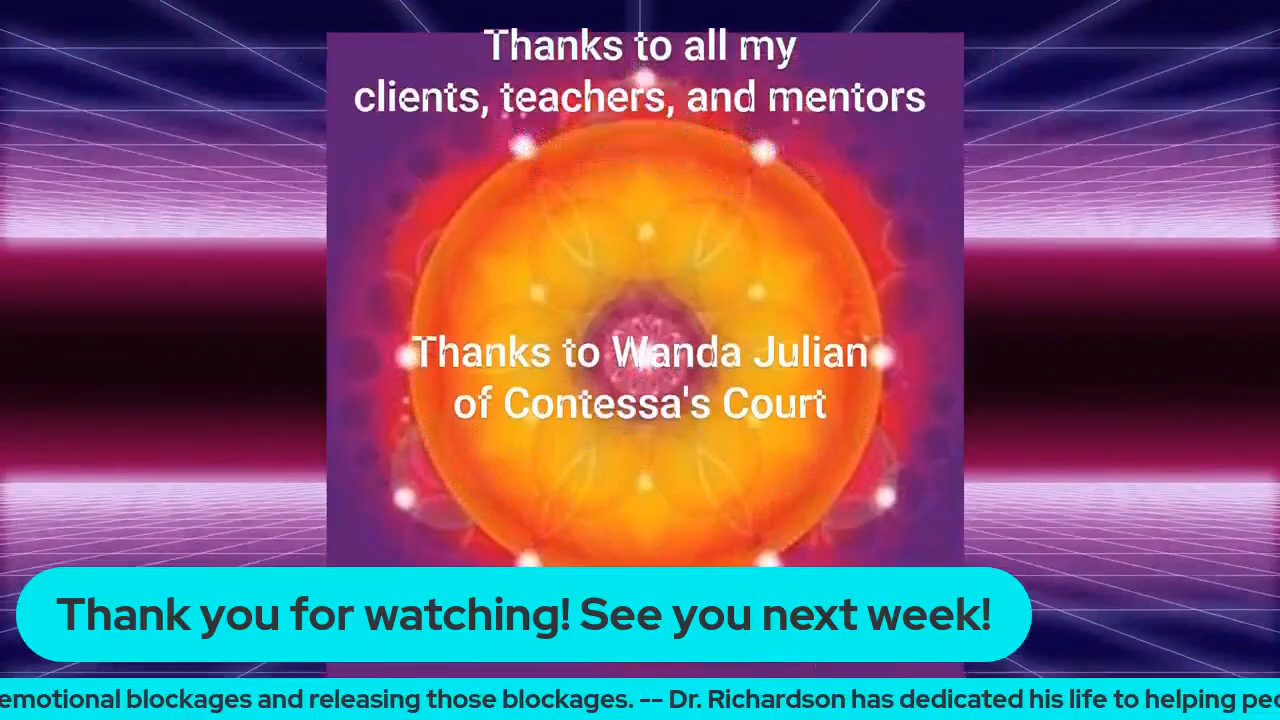 Thanks to all my
clients, teachers, and mentors
Thanks to Wanda Julian
of Contessa's Court
Thank you for watching! See you next week!
emotional blockages and releasing those blockages. -- Dr. Richardson has dedicated his life to helping